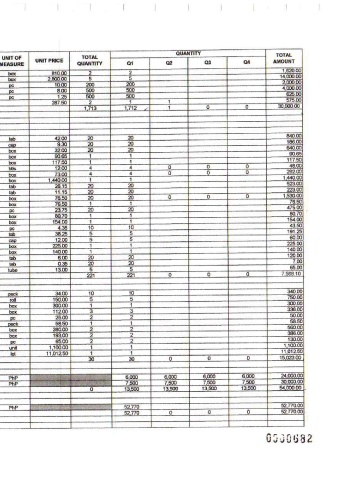 UNIT OF MEASURE UNIT PRICE TOTAL QUANTITY QUANTITY TOTAL AMOUNT
Q1 Q2 Q3 Q4
box 810.00 2 2 1,620.00
box 2,800.00 5 5 14,000.00
pc 10.00 200 200 2,000.00
pc 8.00 500 500 4,000.00
pc 1.25 500 500 625.00
287.50 2 1 1 575.00
1,713 1,712 1 0 0
tab 42.00 20 20 840.00
cap 9.30 20 20 186.00
box 32.00 20 20 640.00
box 90.65 1 1 90.65
box 117.50 1 1 117.50
12.00 4 4 0 0 0 48.00
box 73.00 4 4 0 0 0 292.00
box 1,440.00 1 1 1,440.00
tab 26.15 20 20 523.00
tab 11.15 20 20 223.00
box 76.50 20 20 0 0 0 1,530.00
box 76.50 1 1 76.50
cap 23.75 20 20 475.00
box 80.70 1 1 80.70
box 154.00 1 1 154.00
pc 4.35 10 10 43.50
tab 38.25 5 5 191.25
cap 12.00 5 5 60.00
box 225.00 1 1 225.00
box 140.00 1 1 140.00
tab 6.00 20 20 120.00
tab 0.35 20 20 7.00
tube 13.00 5 5 65.00
221 221 0 0 0
pack 34.00 10 10 340.00
roll 150.00 5 5 750.00
box 300.00 1 1 300.00
box 112.00 3 3 336.00
pc 25.00 2 2 50.00
pack 58.50 1 1 58.50
box 280.00 2 2 560.00
box 193.00 2 2 386.00
pc 65.00 2 2 130.00
unit 1,100.00 1 1 1,100.00
lot 11,012.50 1 1 11,012.50
30 30 0 0 0 15,023.00
PhP 6,000 6,000 6,000 6,000 24,000.00
PhP 7,500 7,500 7,500 7,500 30,000.00
0 13,500 13,500 13,500 13,500 54,000.00
PhP 52,770 52,770.00
52,770 0 0 0 52,770.00
0000682